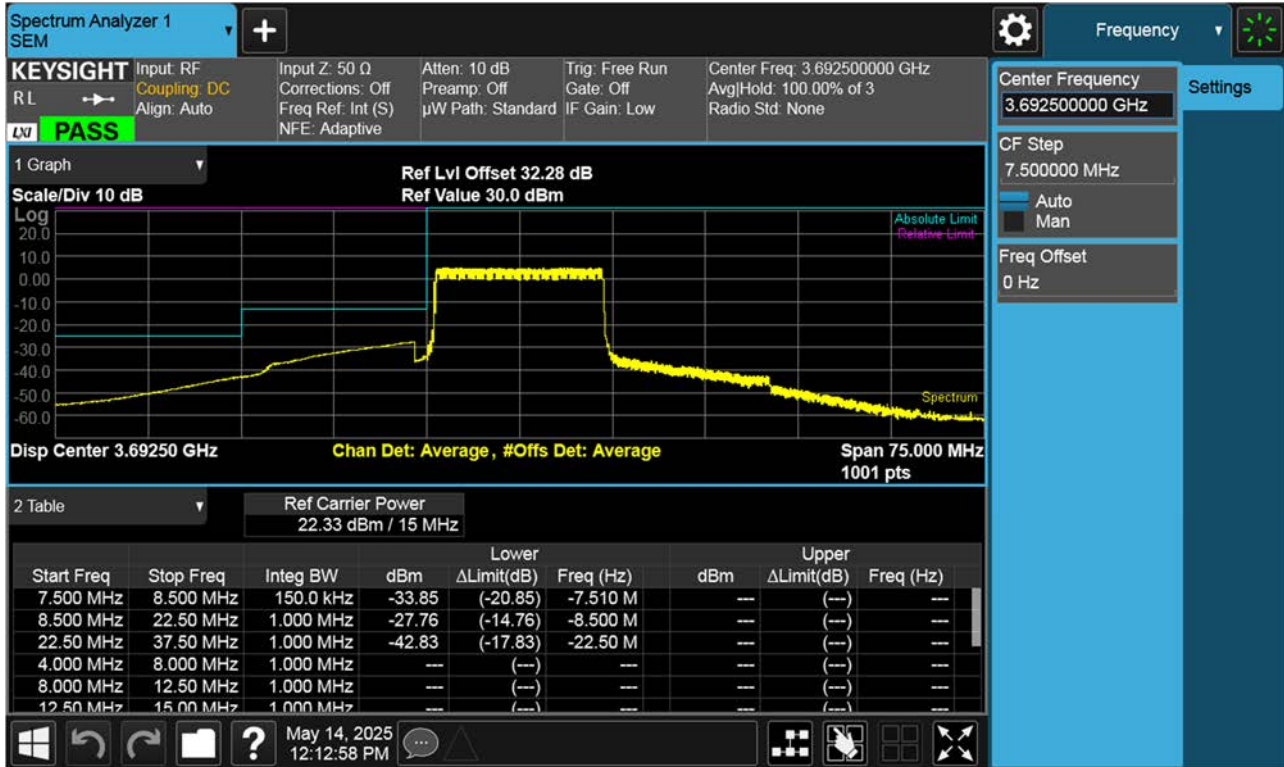 Spectrum Analyzer 1
SEM
Frequency
KEYSIGHT
Input: RF
Coupling: DC
Align: Auto
Input Z: 50 Ω
Corrections: Off
Freq Ref: Int (S)
NFE: Adaptive
Atten: 10 dB
Preamp: Off
µW Path: Standard
Trig: Free Run
Gate: Off
IF Gain: Low
Center Freq: 3.692500000 GHz
Avg|Hold: 100.00% of 3
Radio Std: None
RL
LXI PASS
Center Frequency
3.692500000 GHz
Settings
CF Step
7.500000 MHz
Auto
Man
Freq Offset
0 Hz
1 Graph
Ref Lvl Offset 32.28 dB
Scale/Div 10 dB Ref Value 30.0 dBm
Log
Absolute Limit
Relative Limit
20.0
10.0
0.00
-10.0
-20.0
-30.0
-40.0
-50.0
-60.0
Spectrum
Disp Center 3.69250 GHz Chan Det: Average, #Offs Det: Average Span 75.000 MHz
1001 pts
2 Table
Ref Carrier Power
22.33 dBm / 15 MHz
Lower Upper
Start Freq Stop Freq Integ BW dBm ΔLimit(dB) Freq (Hz) dBm ΔLimit(dB) Freq (Hz)
7.500 MHz 8.500 MHz 150.0 kHz -33.85 (-20.85) -7.510 M --- (---) ---
8.500 MHz 22.50 MHz 1.000 MHz -27.76 (-14.76) -8.500 M --- (---) ---
22.50 MHz 37.50 MHz 1.000 MHz -42.83 (-17.83) -22.50 M --- (---) ---
4.000 MHz 8.000 MHz 1.000 MHz --- (---) --- --- (---) ---
8.000 MHz 12.50 MHz 1.000 MHz --- (---) --- --- (---) ---
12.50 MHz 15.00 MHz 1.000 MHz --- (---) --- --- (---) ---
May 14, 2025
12:12:58 PM